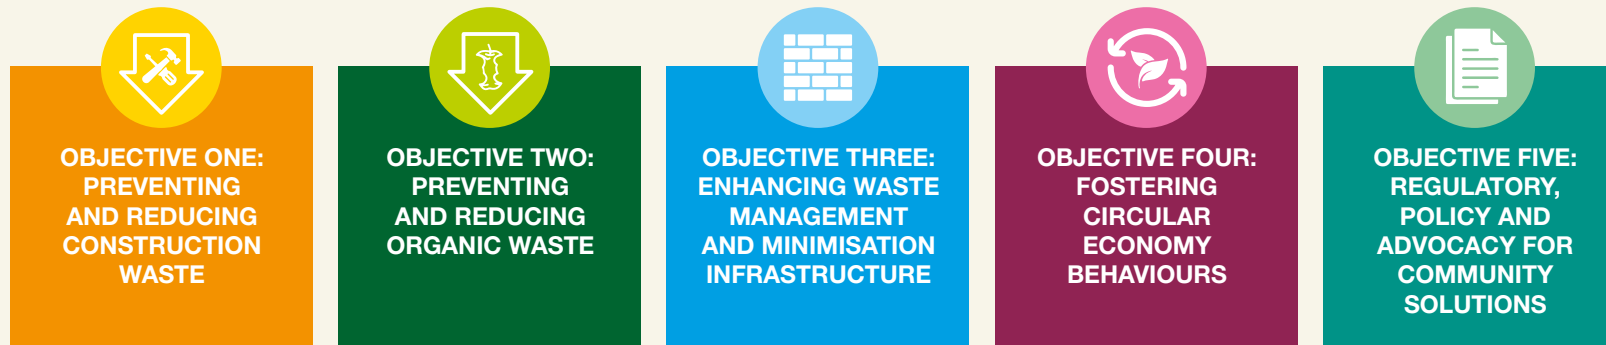 OBJECTIVE ONE:
PREVENTING
AND REDUCING
CONSTRUCTION
WASTE
OBJECTIVE TWO:
PREVENTING
AND REDUCING
ORGANIC WASTE
OBJECTIVE THREE:
ENHANCING WASTE
MANAGEMENT
AND MINIMISATION
INFRASTRUCTURE
OBJECTIVE FOUR:
FOSTERING
CIRCULAR
ECONOMY
BEHAVIOURS
OBJECTIVE FIVE:
REGULATORY,
POLICY AND
ADVOCACY FOR
COMMUNITY
SOLUTIONS